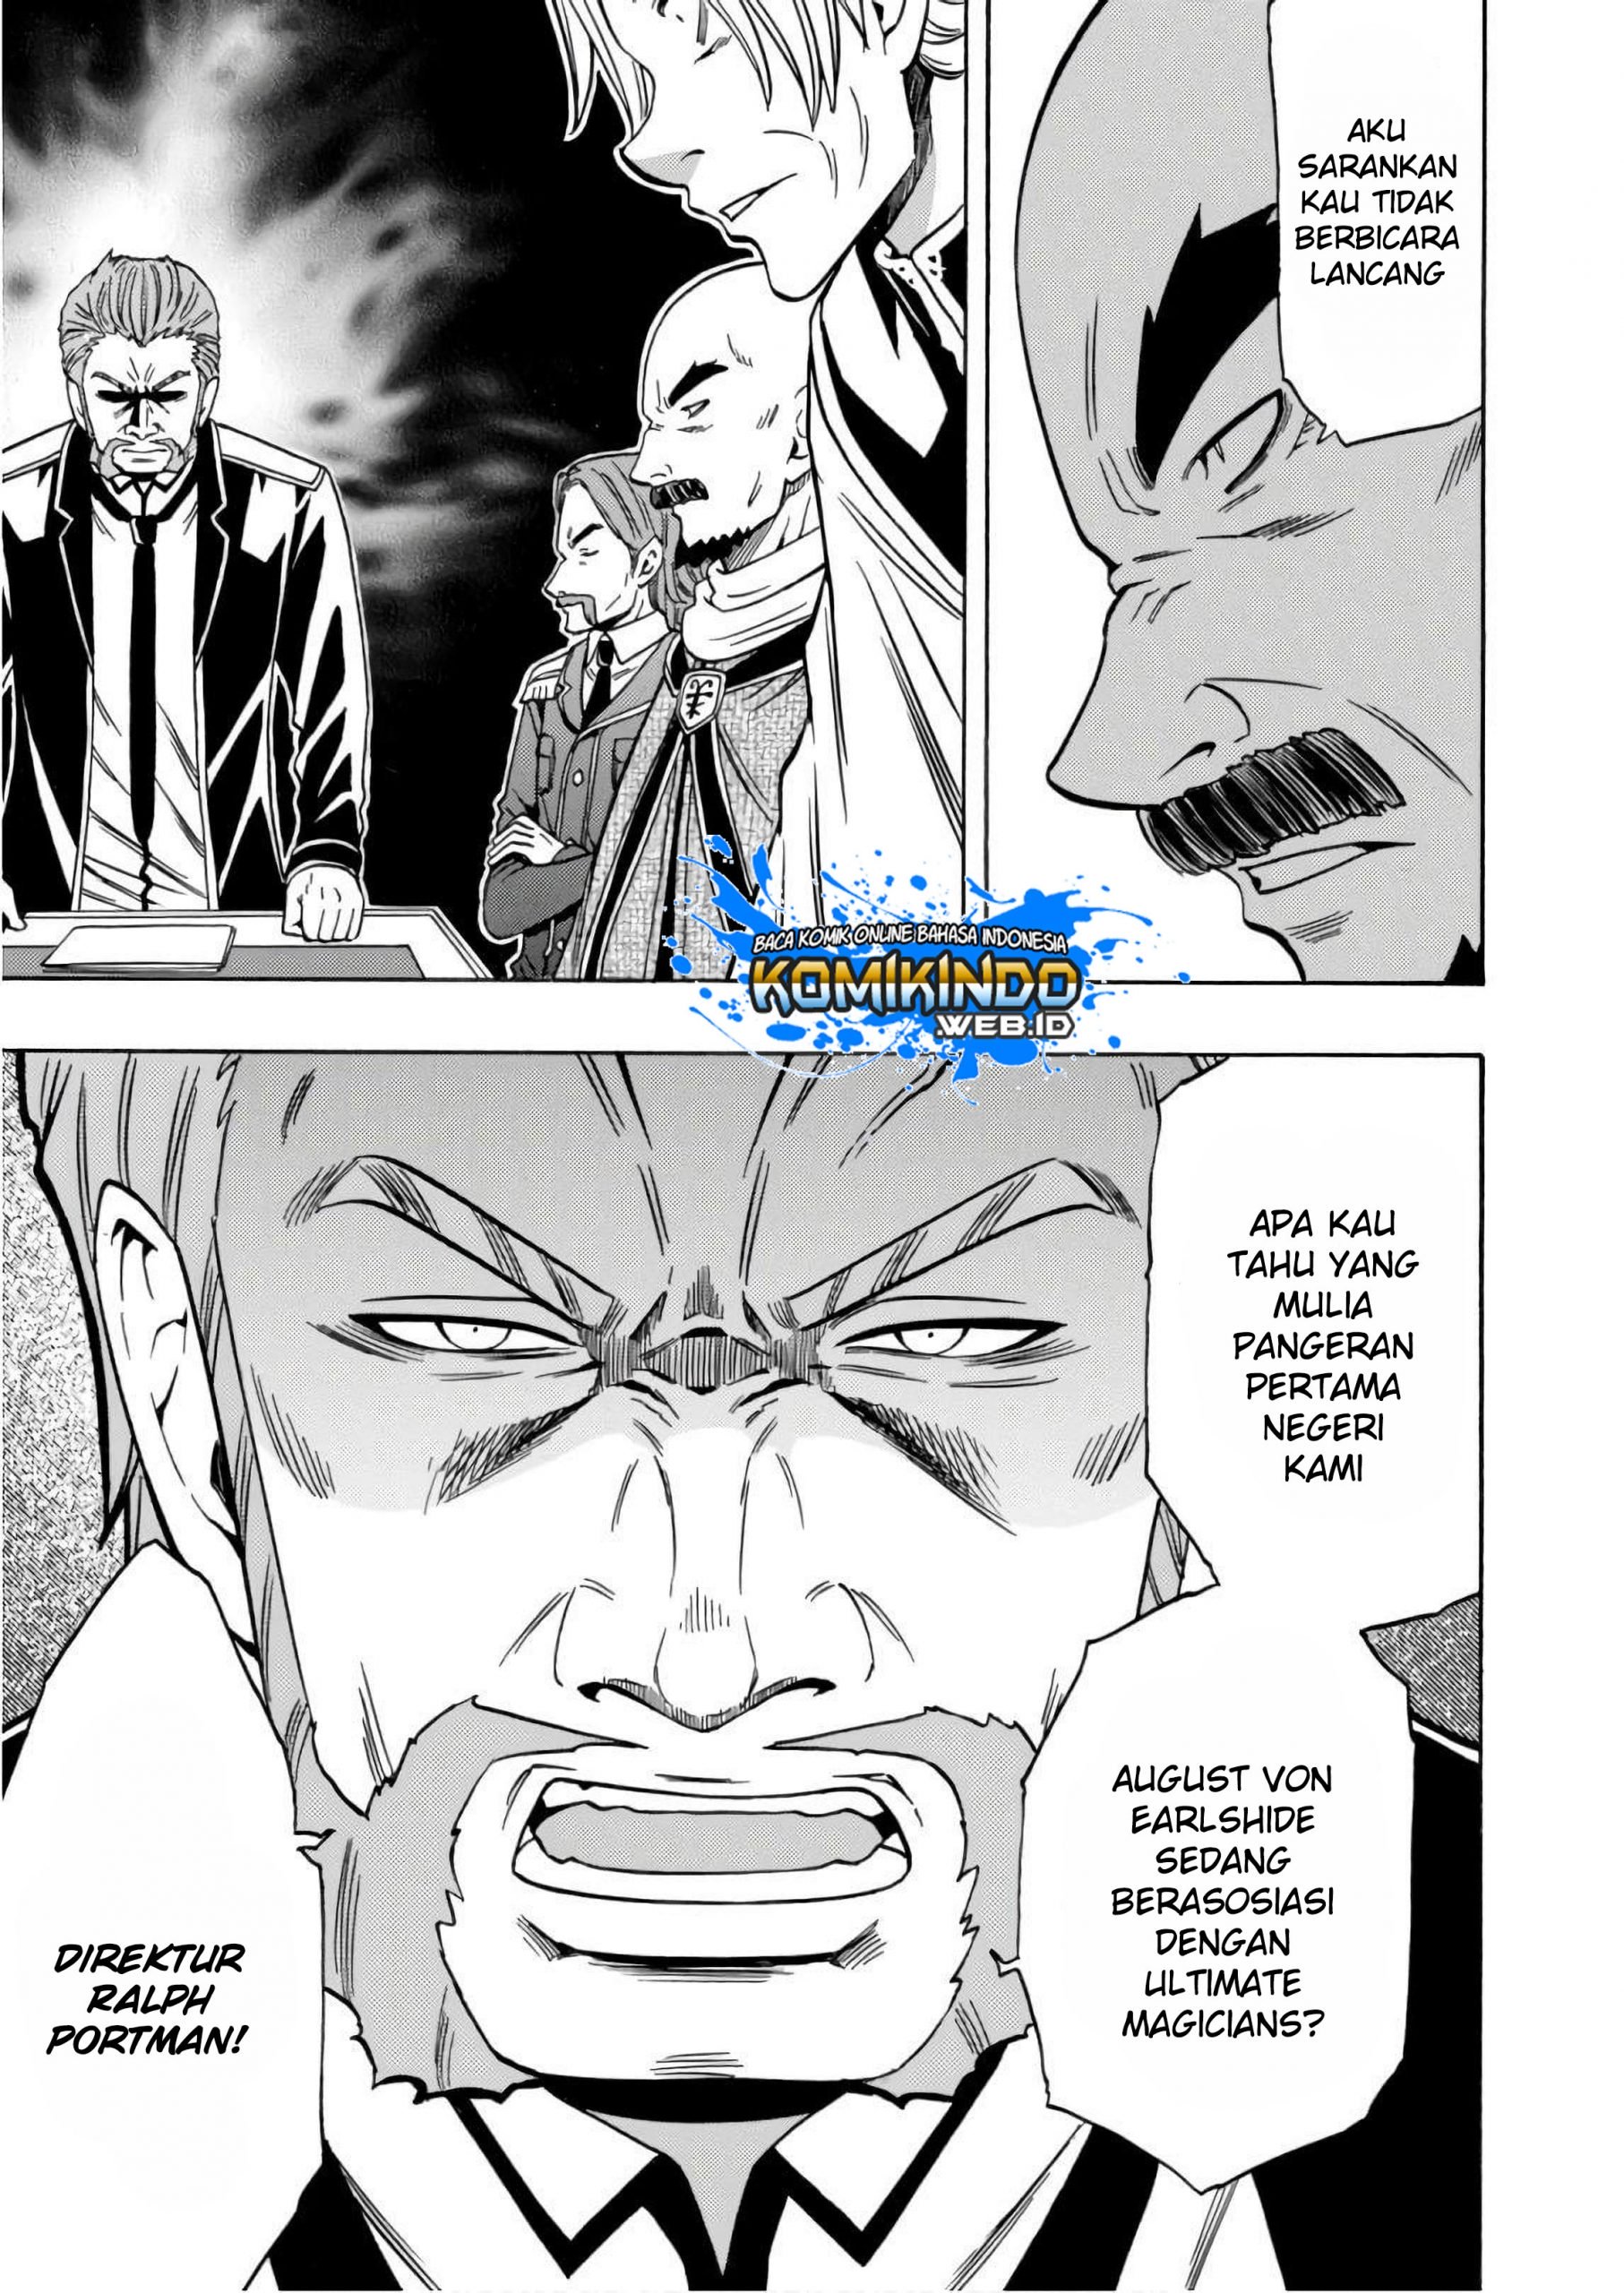 AKU
SARANKAN
KAU TIDAK
BERBICARA
LANCANG
BACA KOMIK ONLINE BAHASA INDONESIA
KOMIKINDO
.WEB.ID
APA KAU
TAHU YANG
MULIA
PANGERAN
PERTAMA
NEGERI
KAMI
AUGUST VON
EARLSHIDE
SEDANG
BERASOSIASI
DENGAN
ULTIMATE
MAGICIANS?
DIREKTUR
RALPH
PORTMAN!